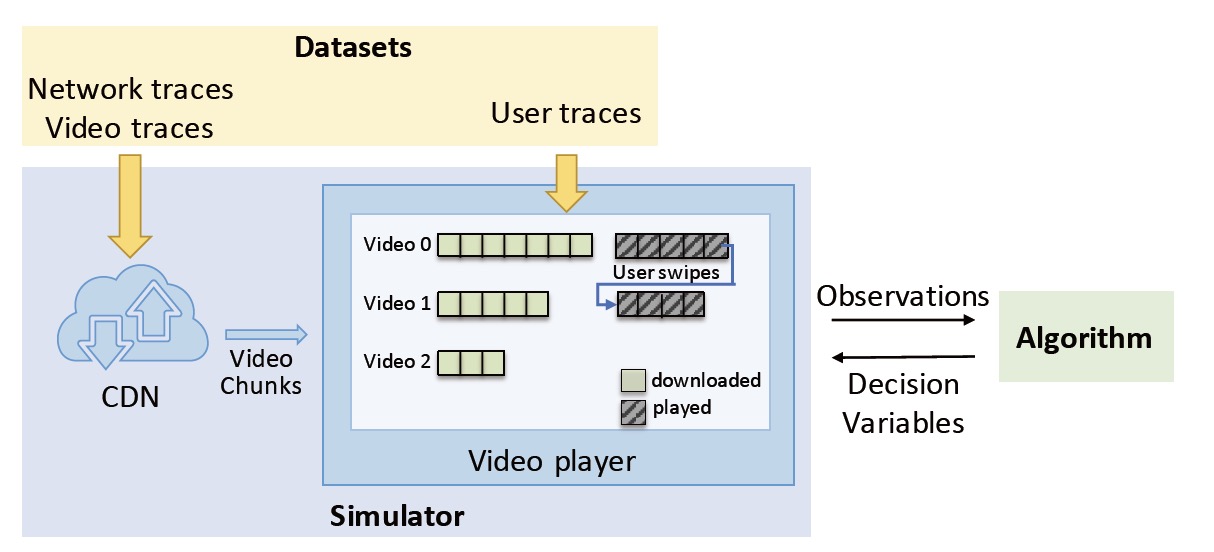 Datasets
Network traces
Video traces
User traces
Video 0
User swipes
Video 1
Video 2
downloaded
played
Video player
CDN
Video
Chunks
Simulator
Observations
Decision
Variables
Algorithm